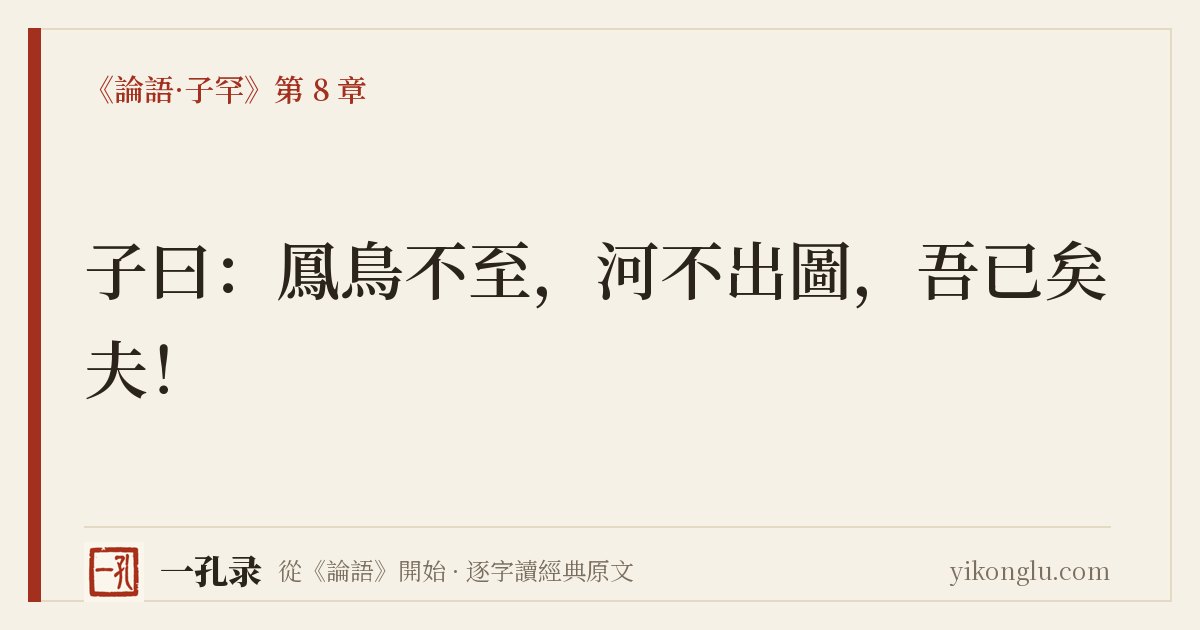 《論語·子罕》第 8 章
子曰：鳳鳥不至，河不出圖，吾已矣
夫！
一孔
一孔录 從《論語》開始 · 逐字讀經典原文
yikonglu.com